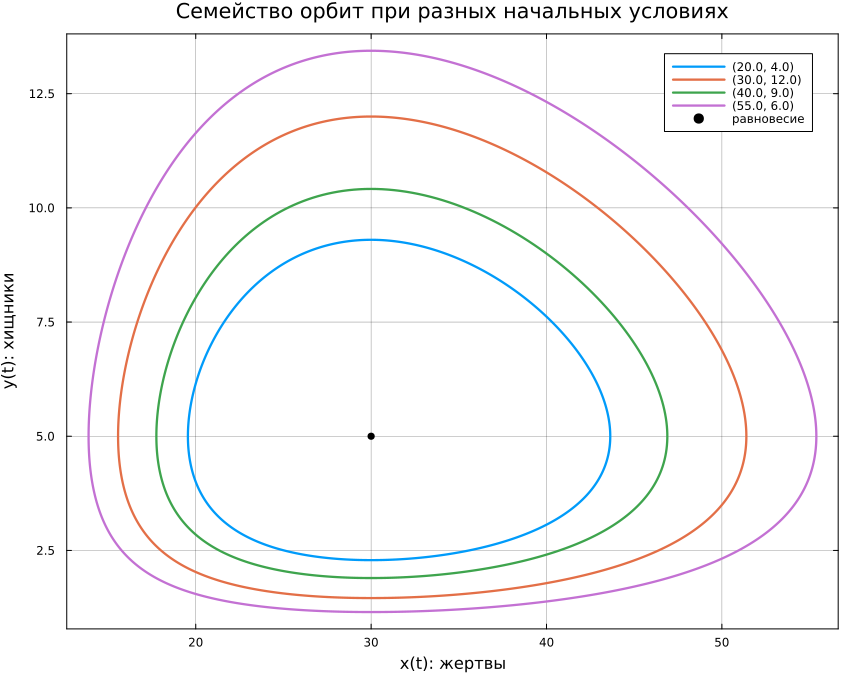 Семейство орбит при разных начальных условиях
y(t): хищники
12.5
10.0
7.5
5.0
2.5
(20.0, 4.0)
(30.0, 12.0)
(40.0, 9.0)
(55.0, 6.0)
равновесие
20 30 40 50
x(t): жертвы